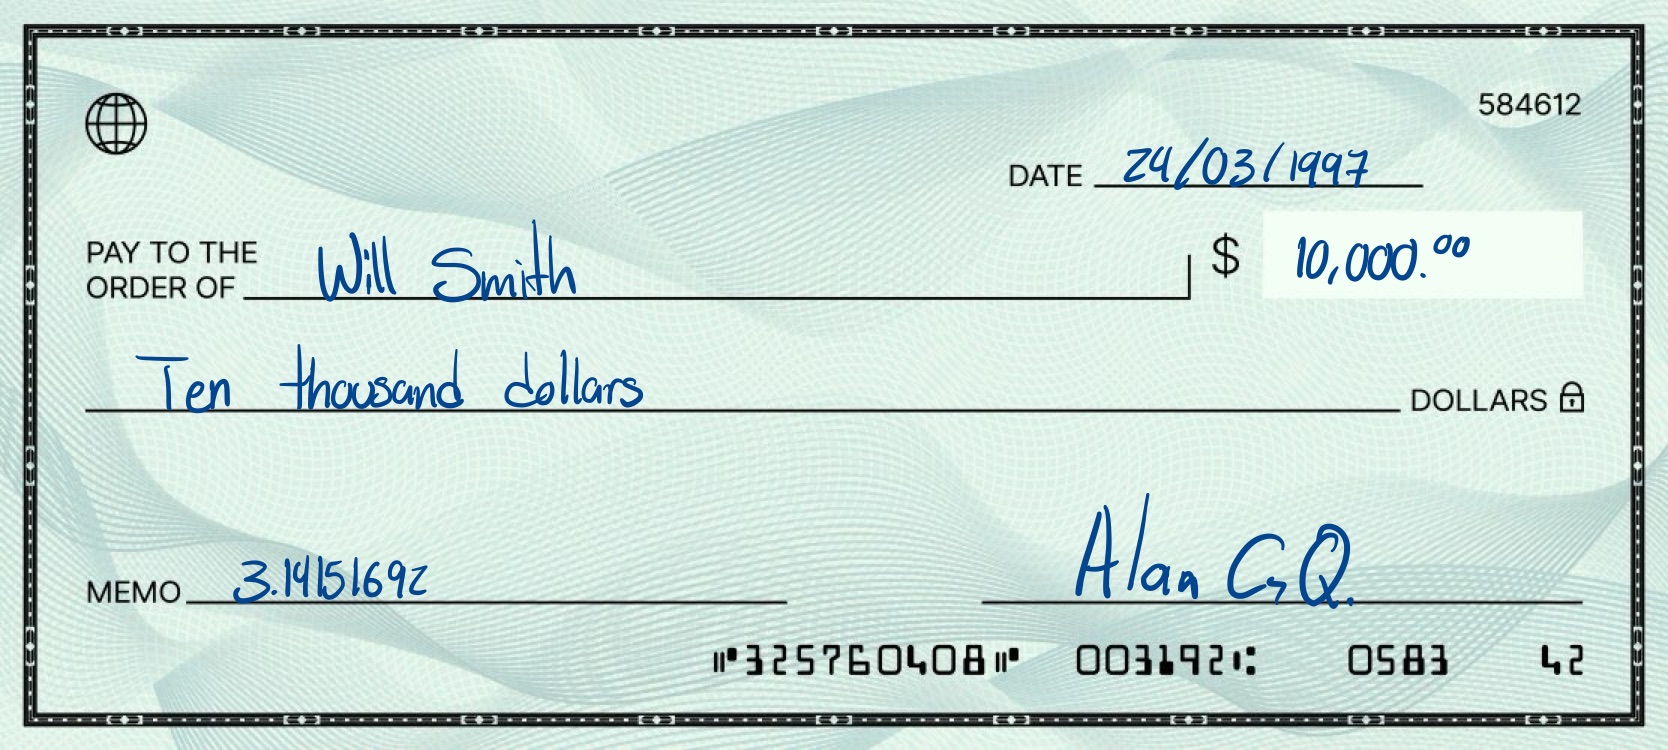 584612
DATE 24/03/1997
PAY TO THE
ORDER OF Will Smith $ 10,000.00
Ten thousand dollars DOLLARS
MEMO 3.14151692 Alan G Q.
⑈325760408⑈ 003192⑆ 0583 42